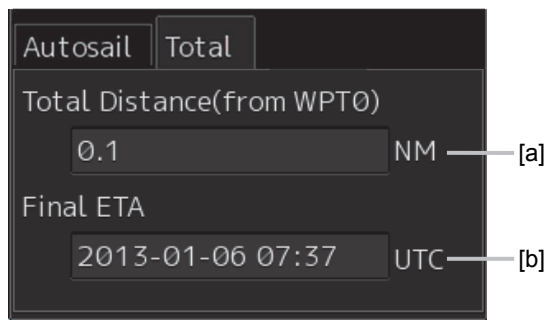 Autosail Total
Total Distance(from WPT0)
0.1 NM [a]
Final ETA
2013-01-06 07:37 UTC [b]